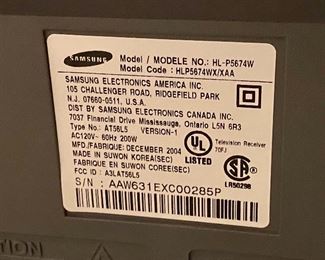 SAMSUNG
Model / MODELE NO.: HL-P5674W
Model Code : HLP5674WX/XAA
SAMSUNG ELECTRONICS AMERICA INC.
105 CHALLENGER ROAD, RIDGEFIELD PARK
N.J. 07660-0511, U.S.A.
DIST BY SAMSUNG ELECTRONICS CANADA INC.
7037 Financial Drive Mississauga, Ontario L5N 6R3
Type No.: AT56L5 VERSION-1
AC120V~ 60Hz 200W
MFD/FABRIQUE: DECEMBER 2004
MADE IN SUWON KOREA(SEC)
FABRIQUE EN SUWON COREE(SEC)
FCC ID : A3LAT56L5
S/N : AAW631EXC00285P
UL
LISTED
Television Receiver
70FJ
SA
LR50298